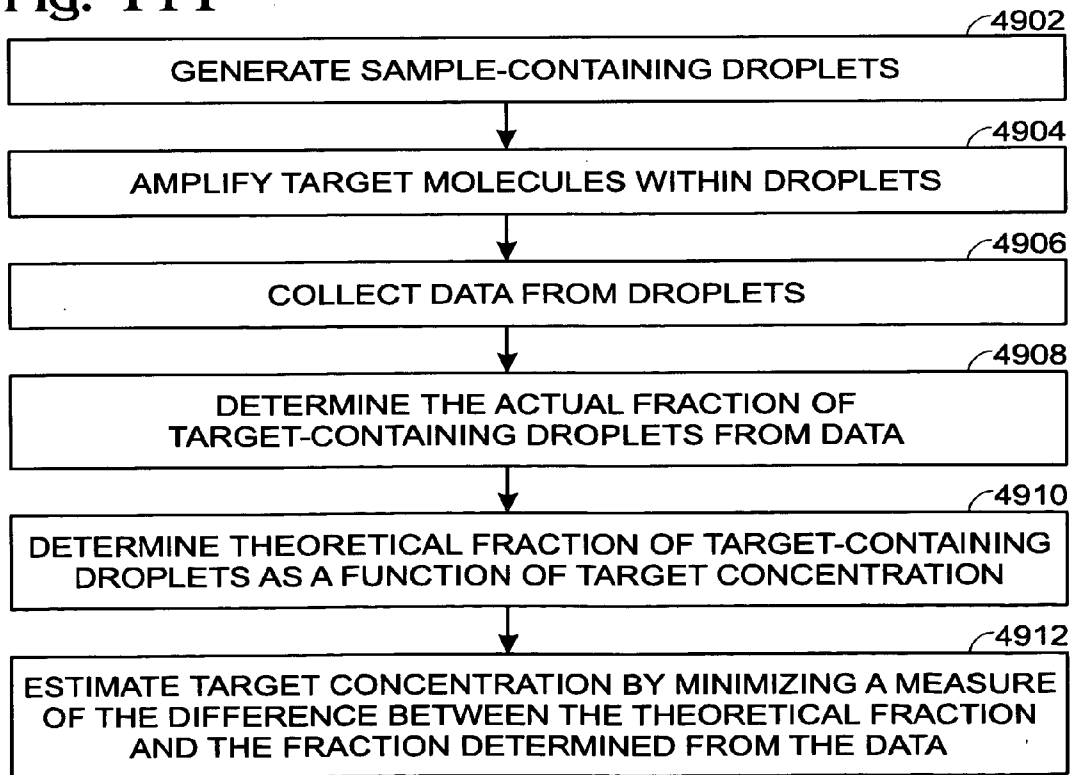 Fig. 111
4902
GENERATE SAMPLE-CONTAINING DROPLETS
4904
AMPLIFY TARGET MOLECULES WITHIN DROPLETS
4906
COLLECT DATA FROM DROPLETS
4908
DETERMINE THE ACTUAL FRACTION OF
TARGET-CONTAINING DROPLETS FROM DATA
4910
DETERMINE THEORETICAL FRACTION OF TARGET-CONTAINING
DROPLETS AS A FUNCTION OF TARGET CONCENTRATION
4912
ESTIMATE TARGET CONCENTRATION BY MINIMIZING A MEASURE
OF THE DIFFERENCE BETWEEN THE THEORETICAL FRACTION
AND THE FRACTION DETERMINED FROM THE DATA